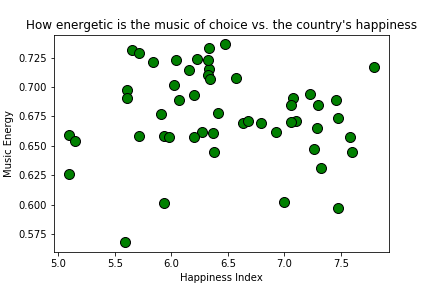 How energetic is the music of choice vs. the country's happiness
0.725
0.700
0.675
0.650
0.625
0.600
0.575
Music Energy
5.0 5.5 6.0 6.5 7.0 7.5
Happiness Index